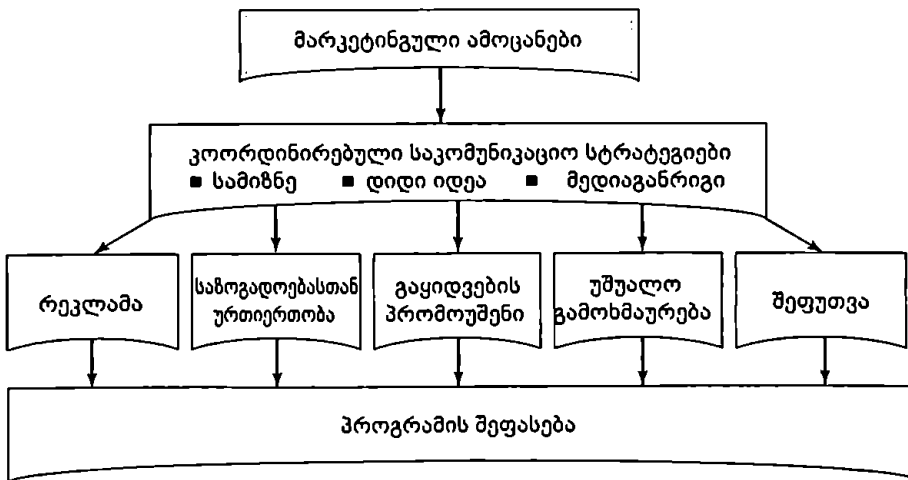 მარკეტინგული ამოცანები
კოორდინირებული საკომუნიკაციო სტრატეგიები
■ სამიზნე ■ დიდი იდეა ■ მედიაგანრიგი
რეკლამა
საზოგადოებასთან
ურთიერთობა
გაყიდვების
პრომოუშენი
უშუალო
გამოხმაურება
შეფუთვა
პროგრამის შეფასება